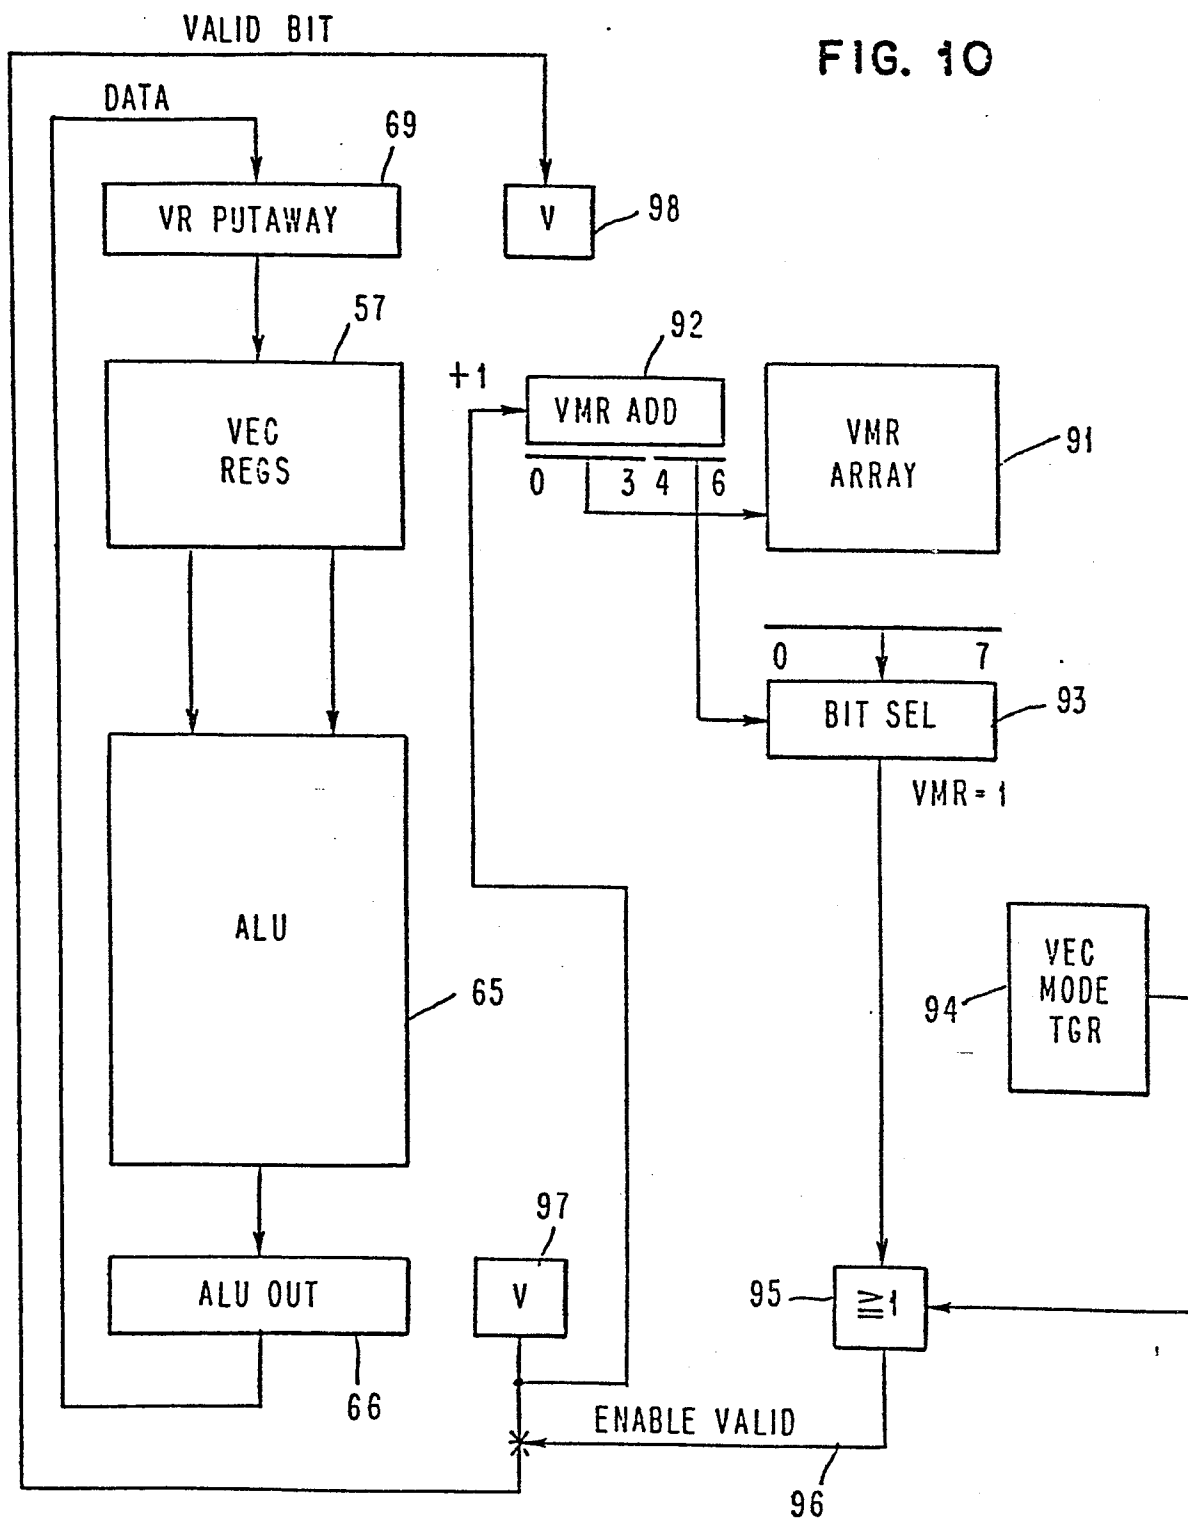 VALID BIT
FIG. 10
DATA
69
VR PUTAWAY
V
98
57
92
+1
VMR ADD
VEC
REGS
VMR
ARRAY
91
0 3 4 6
0 7
BIT SEL
93
VMR = 1
ALU
VEC
MODE
TGR
94
65
97
ALU OUT
V
95
≧1
66
ENABLE VALID
96